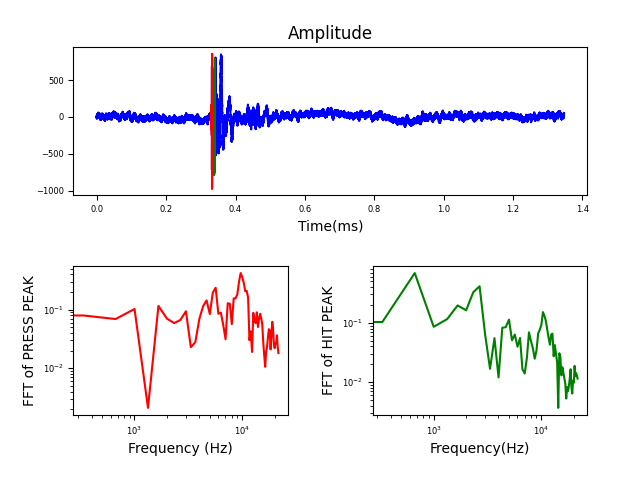 Amplitude
500
0
−500
−1000
0.0 0.2 0.4 0.6 0.8 1.0 1.2 1.4
Time(ms)
FFT of PRESS PEAK
10⁻¹
10⁻²
10³ 10⁴
Frequency (Hz)
FFT of HIT PEAK
10⁻¹
10⁻²
10³ 10⁴
Frequency(Hz)